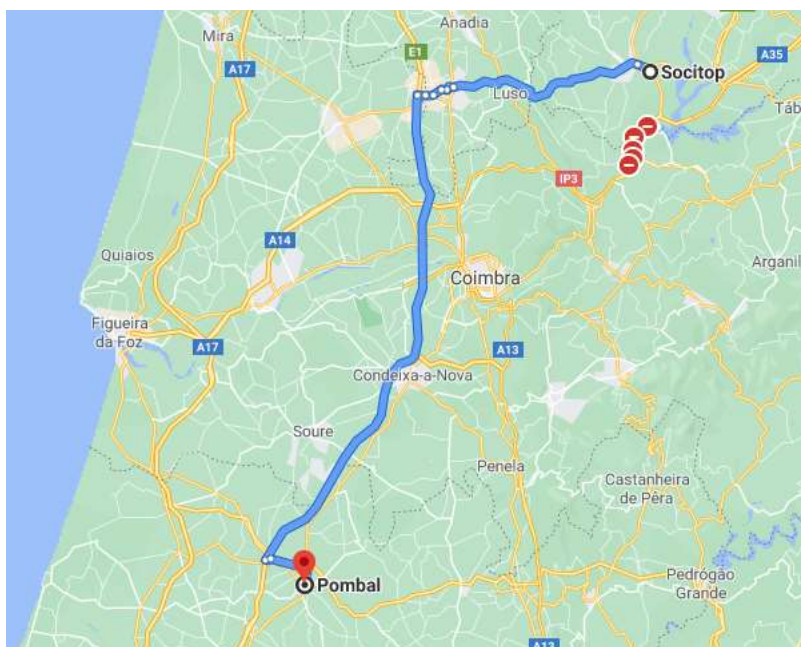 Mira
Anadia
E1
A17
Socitop
A35
Luso
Táb
IP3
A14
Quiaios
Coimbra
Arganil
Figueira
da Foz
A17
A13
Condeixa-a-Nova
Soure
Penela
Castanheira
de Pêra
Pombal
Pedrógão
Grande
A13